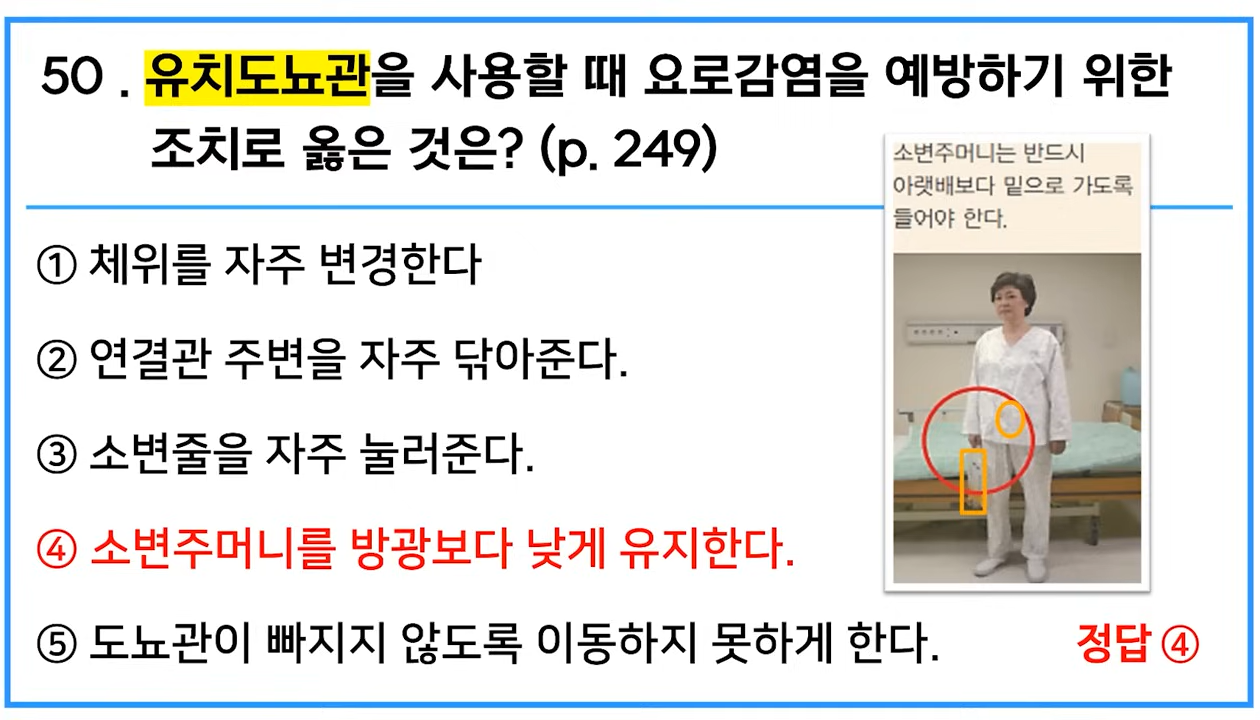 50 . 유치도뇨관을 사용할 때 요로감염을 예방하기 위한
조치로 옳은 것은? (p. 249)
소변주머니는 반드시
아랫배보다 밑으로 가도록
들어야 한다.
① 체위를 자주 변경한다
② 연결관 주변을 자주 닦아준다.
③ 소변줄을 자주 눌러준다.
④ 소변주머니를 방광보다 낮게 유지한다.
⑤ 도뇨관이 빠지지 않도록 이동하지 못하게 한다.
정답 ④